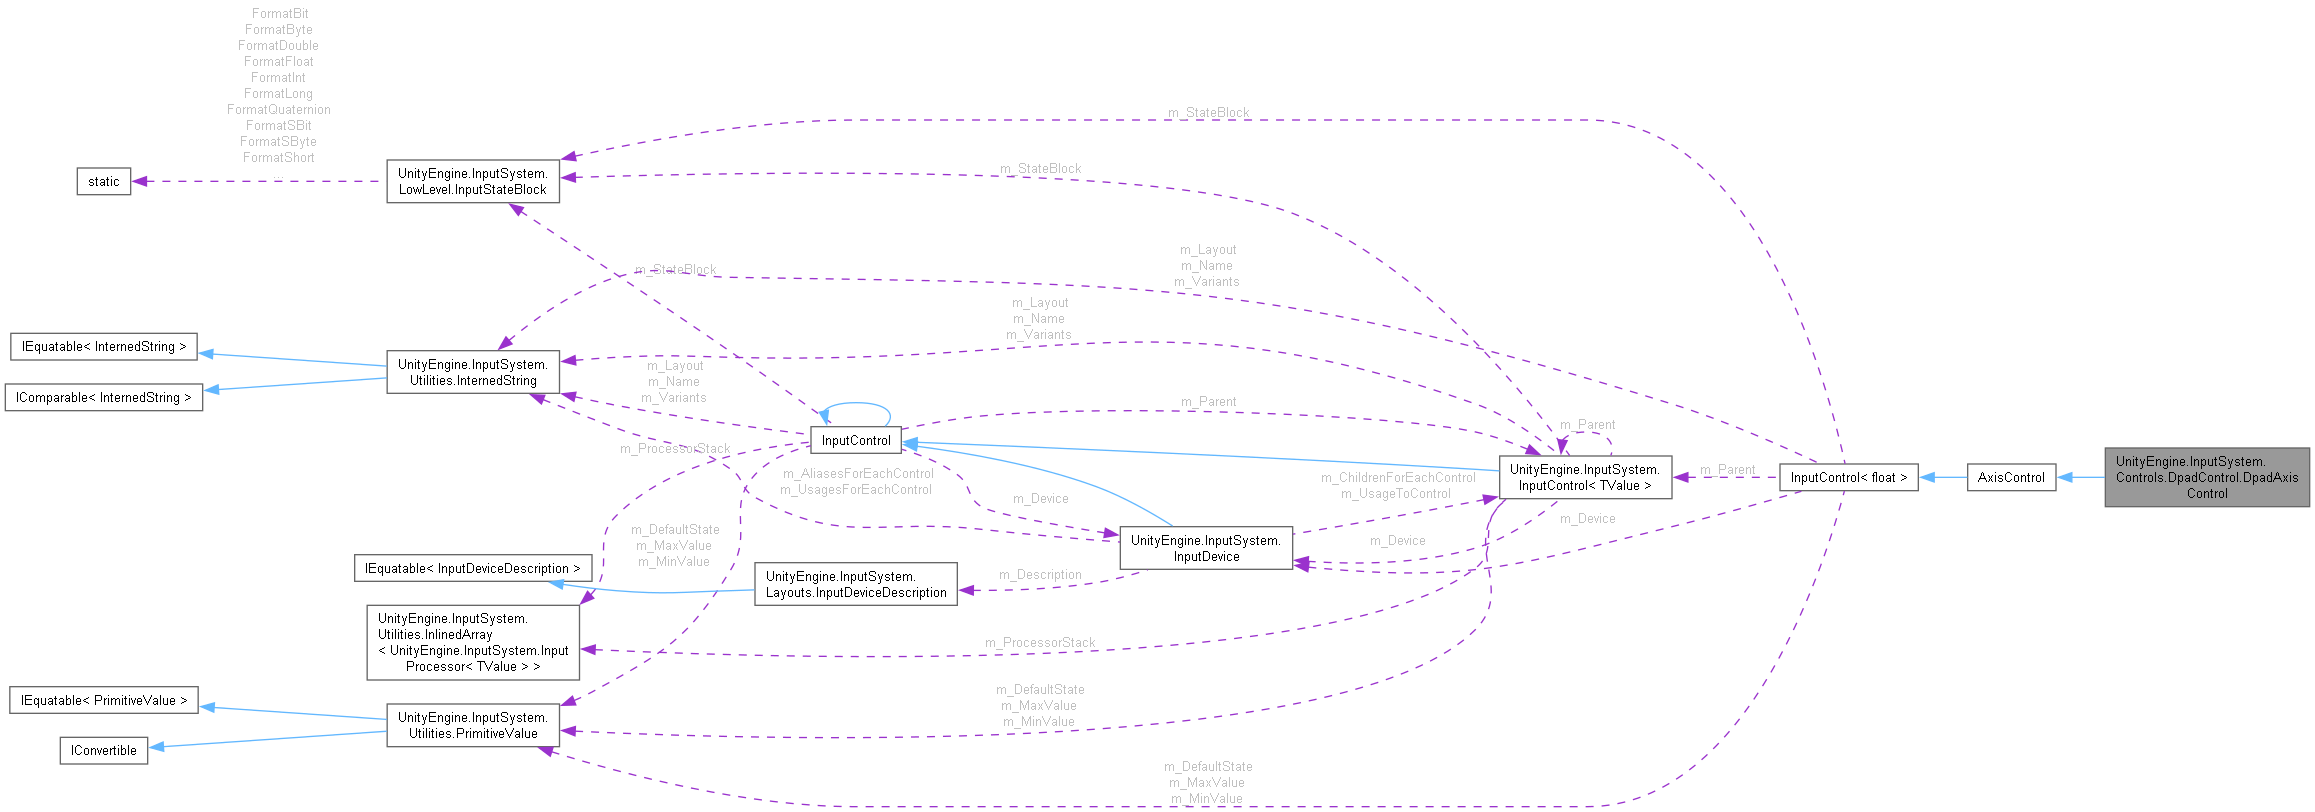 FormatBit
FormatByte
FormatDouble
FormatFloat
FormatInt
FormatLong
FormatQuaternion
FormatSBit
FormatSByte
FormatShort
...
static
UnityEngine.InputSystem.
LowLevel.InputStateBlock
m_StateBlock
m_StateBlock
m_StateBlock
m_Layout
m_Name
m_Variants
m_Layout
m_Name
m_Variants
IEquatable< InternedString >
IComparable< InternedString >
UnityEngine.InputSystem.
Utilities.InternedString
m_Layout
m_Name
m_Variants
m_ProcessorStack
InputControl
m_Parent
m_AliasesForEachControl
m_UsagesForEachControl
m_Device
m_ChildrenForEachControl
m_UsageToControl
m_Parent
UnityEngine.InputSystem.
InputControl< TValue >
m_Parent
InputControl< float >
AxisControl
UnityEngine.InputSystem.
Controls.DpadControl.DpadAxis
Control
m_DefaultState
m_MaxValue
m_MinValue
UnityEngine.InputSystem.
InputDevice
m_Device
m_Device
IEquatable< InputDeviceDescription >
UnityEngine.InputSystem.
Layouts.InputDeviceDescription
m_Description
UnityEngine.InputSystem.
Utilities.InlinedArray
< UnityEngine.InputSystem.Input
Processor< TValue > >
m_ProcessorStack
IEquatable< PrimitiveValue >
IConvertible
UnityEngine.InputSystem.
Utilities.PrimitiveValue
m_DefaultState
m_MaxValue
m_MinValue
m_DefaultState
m_MaxValue
m_MinValue